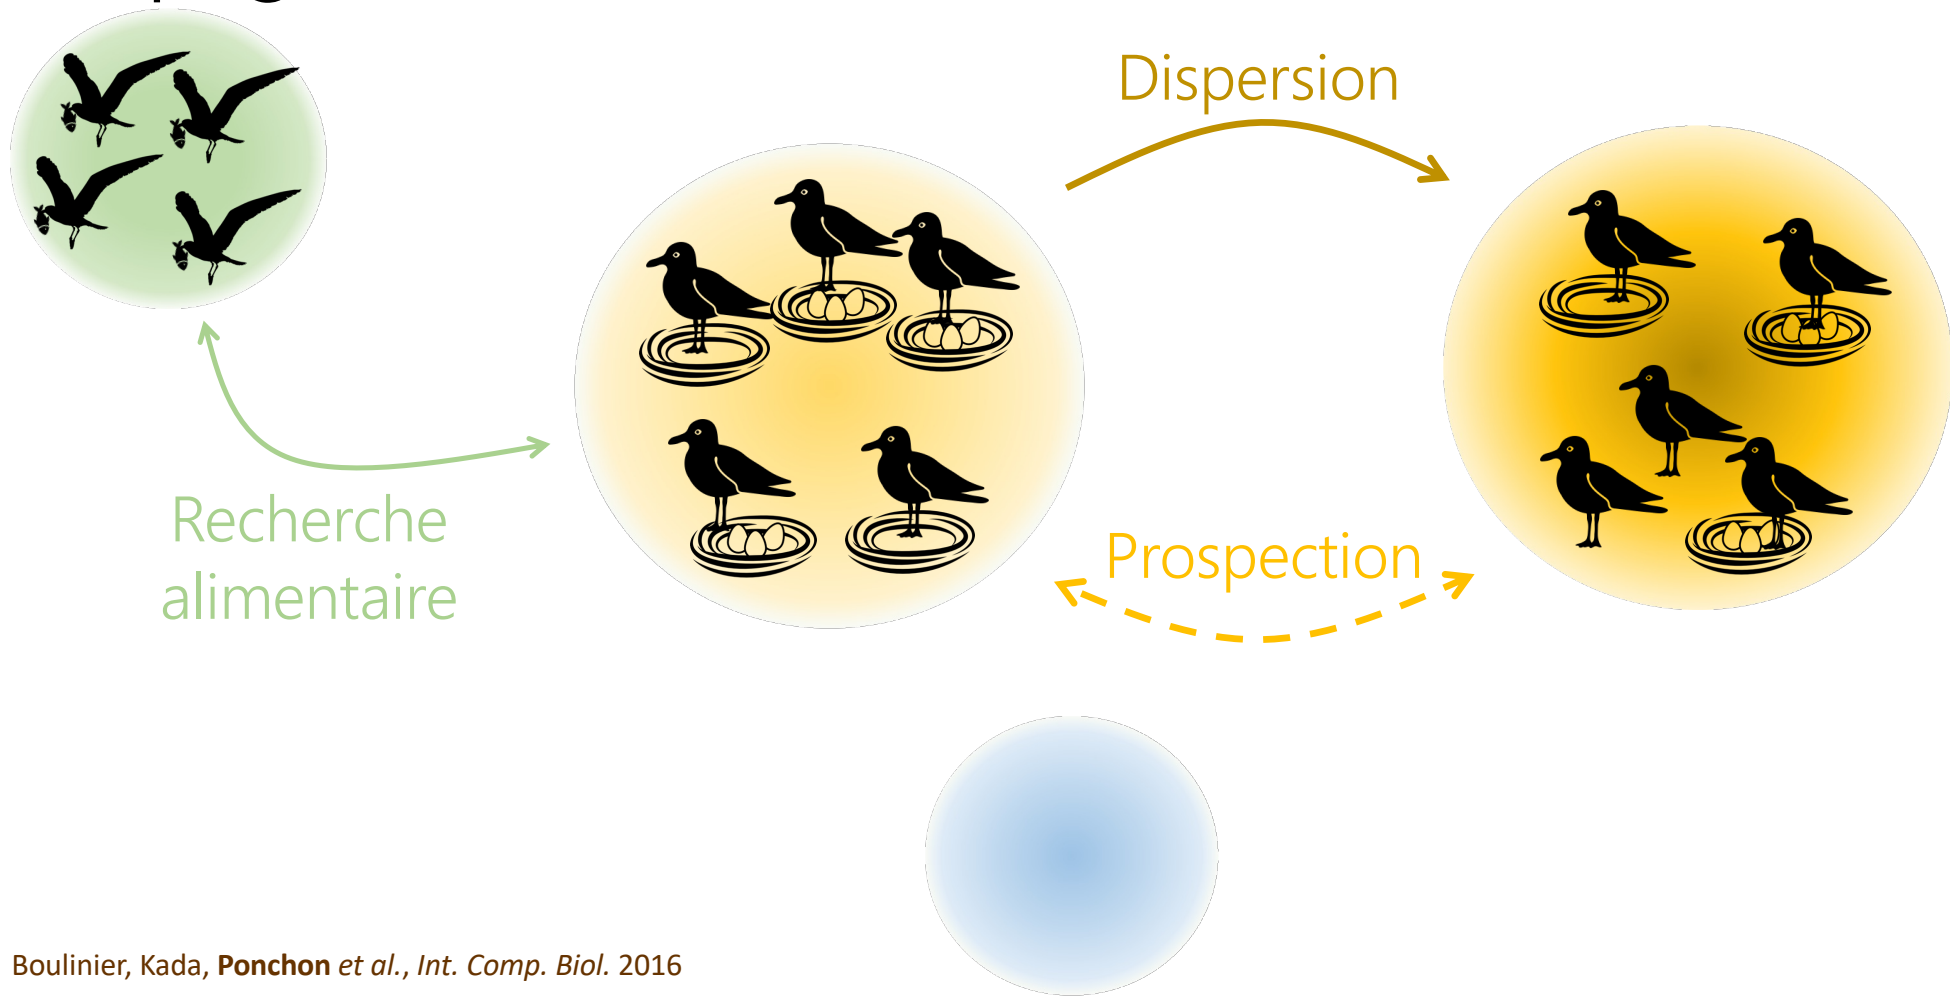 Dispersion
Recherche
alimentaire
Prospection
Boulinier, Kada, Ponchon et al., Int. Comp. Biol. 2016